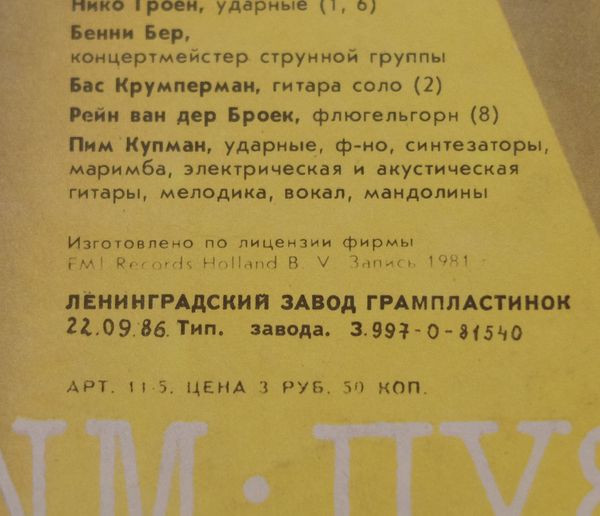 Нико Гроен, ударные (1, 6)
Бенни Бер,
концертмейстер струнной группы
Бас Крумперман, гитара соло (2)
Рейн ван дер Броек, флюгельгорн (8)
Пим Купман, ударные, ф-но, синтезаторы,
маримба, электрическая и акустическая
гитары, мелодика, вокал, мандолины
Изготовлено по лицензии фирмы
EMI Records Holland B. V. Запись 1981 г
ЛЕНИНГРАДСКИЙ ЗАВОД ГРАМПЛАСТИНОК
22.09.86. Тип. завода. З.997-0-81540
АРТ. 11-5. ЦЕНА 3 РУБ. 50 КОП.